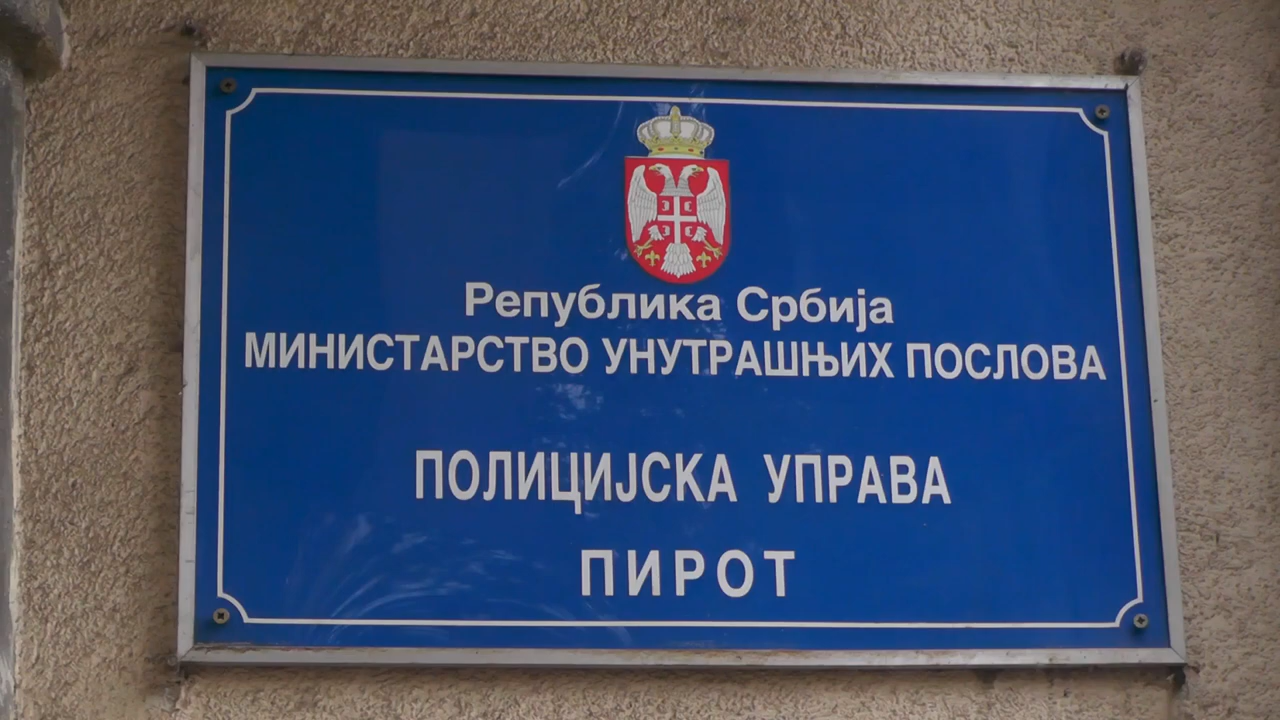 Република Србија
МИНИСТАРСТВО УНУТРАШЊИХ ПОСЛОВА
ПОЛИЦИЈСКА УПРАВА
ПИРОТ